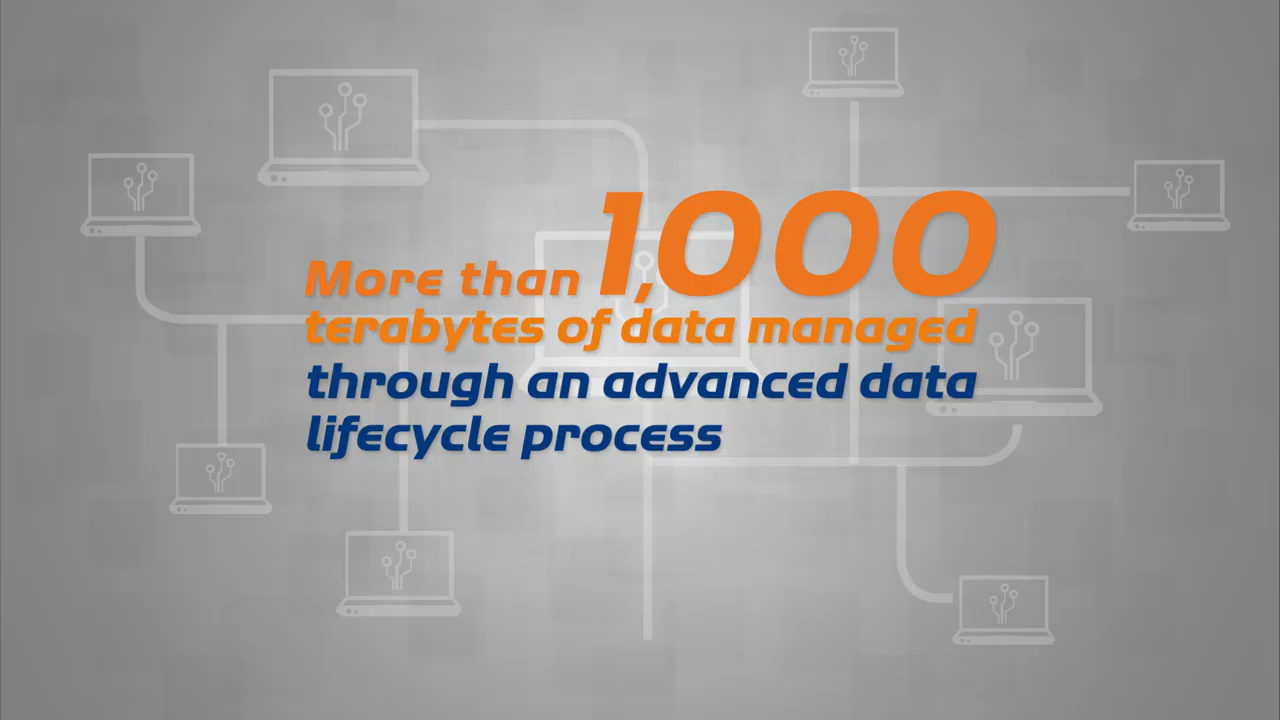 More than 1,000
terabytes of data managed
through an advanced data
lifecycle process